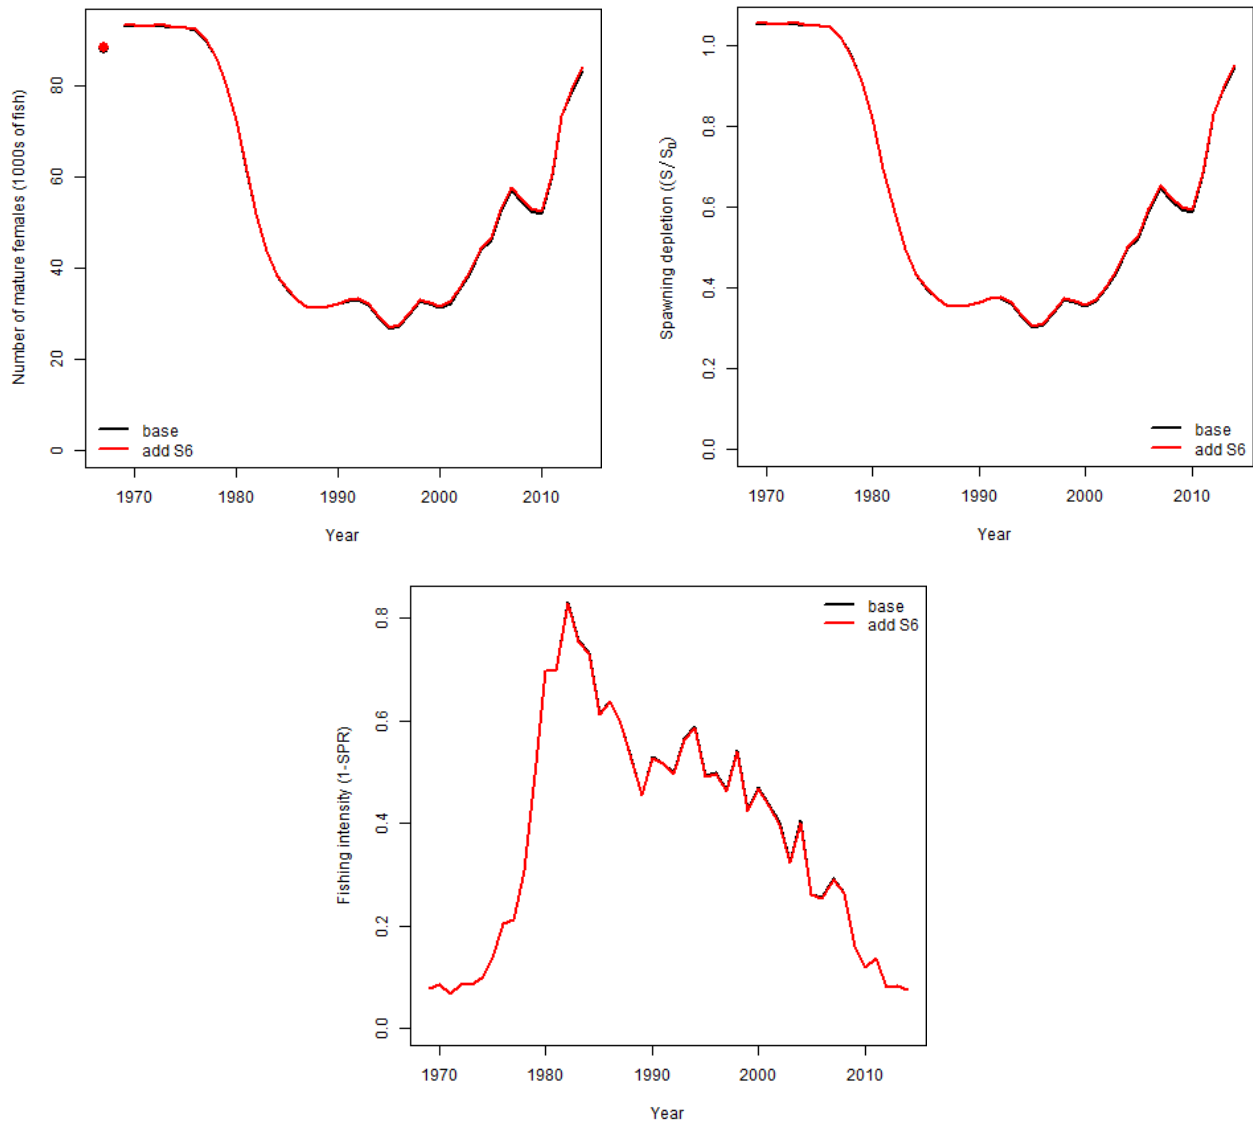 Number of mature females (1000s of fish)
80
60
40
20
0
base
add S6
1970 1980 1990 2000 2010
Year
Spawning depletion ((S/S0)
1.0
0.8
0.6
0.4
0.2
0.0
base
add S6
1970 1980 1990 2000 2010
Year
Fishing intensity (1-SPR)
0.8
0.6
0.4
0.2
0.0
base
add S6
1970 1980 1990 2000 2010
Year